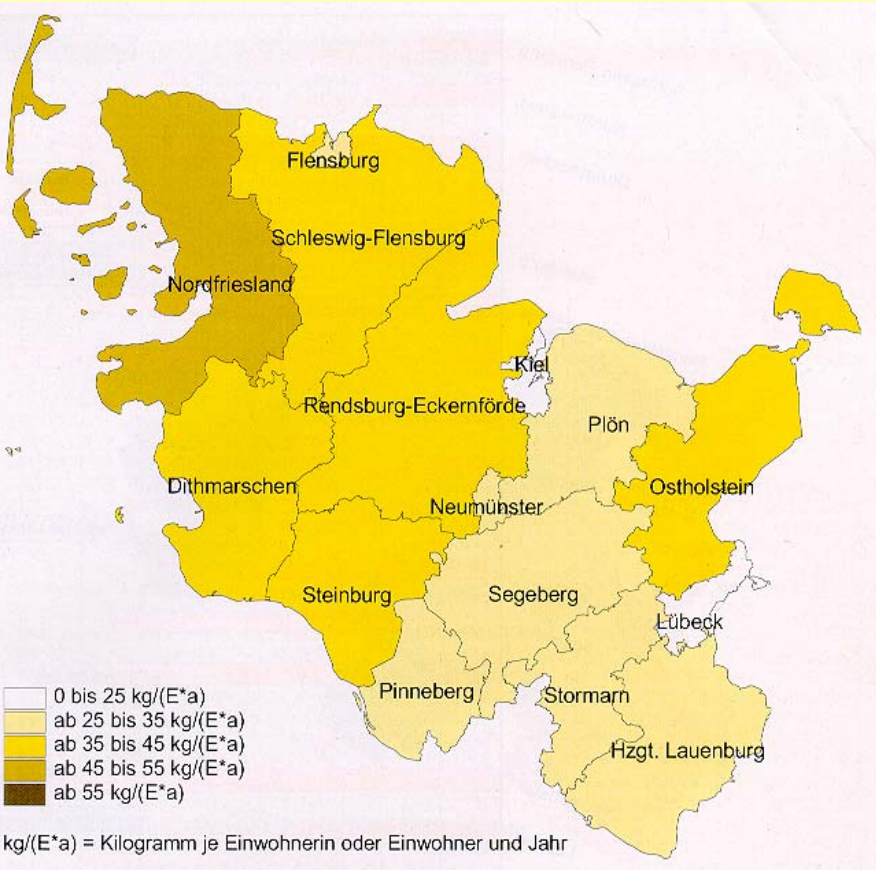 Flensburg
Schleswig-Flensburg
Nordfriesland
Kiel
Rendsburg-Eckernförde
Plön
Dithmarschen
Ostholstein
Neumünster
Steinburg
Segeberg
Lübeck
Pinneberg
Stormarn
Hzgt. Lauenburg
0 bis 25 kg/(E*a)
ab 25 bis 35 kg/(E*a)
ab 35 bis 45 kg/(E*a)
ab 45 bis 55 kg/(E*a)
ab 55 kg/(E*a)
kg/(E*a) = Kilogramm je Einwohnerin oder Einwohner und Jahr